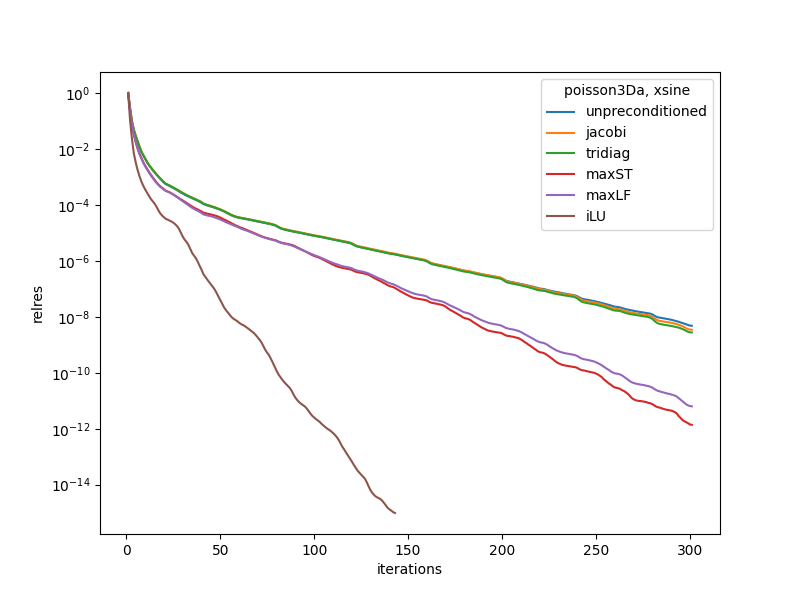 poisson3Da, xsine
unpreconditioned
jacobi
tridiag
maxST
maxLF
iLU
relres
10^0
10^-2
10^-4
10^-6
10^-8
10^-10
10^-12
10^-14
0 50 100 150 200 250 300
iterations